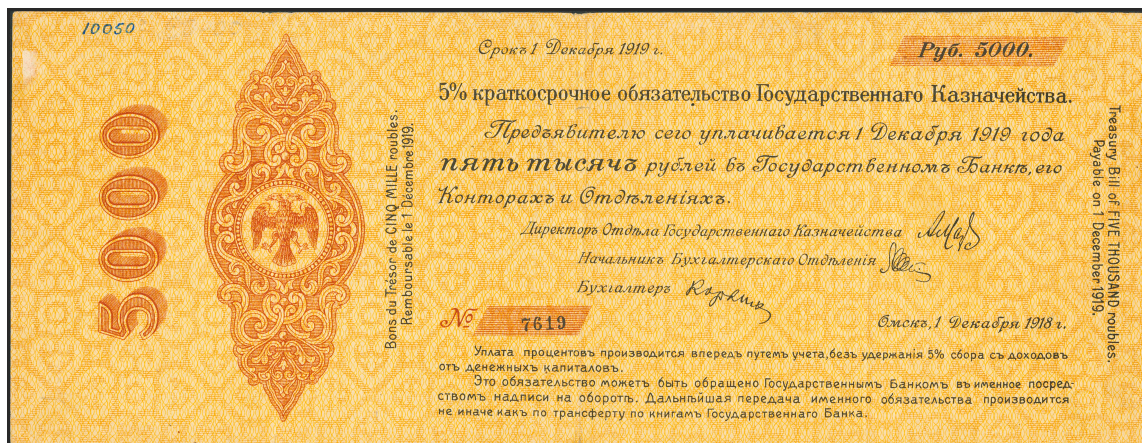 10050
5000
Bons du Trésor de CINQ MILLE roubles.
Remboursable le 1 Décembre 1919.
Срокъ 1 Декабря 1919 г.
Руб. 5000.
5% краткосрочное обязательство Государственнаго Казначейства.
Предъявителю сего уплачивается 1 Декабря 1919 года
пять тысячъ рублей въ Государственномъ Банкѣ, его
Конторахъ и Отдѣленіяхъ.
Директоръ Отдѣла Государственнаго Казначейства
Начальникъ Бухгалтерскаго Отдѣленія
Бухгалтеръ
№ 7619
Омскъ, 1 Декабря 1918 г.
Уплата процентовъ производится впередъ путемъ учета, безъ удержанія 5% сбора съ доходовъ
отъ денежныхъ капиталовъ.
Это обязательство можетъ быть обращено Государственнымъ Банкомъ въ именное посред-
ствомъ надписи на оборотѣ. Дальнѣйшая передача именного обязательства производится
не иначе какъ по трансферту по книгамъ Государственнаго Банка.
Treasury Bill of FIVE THOUSAND roubles.
Payable on 1 December 1919.